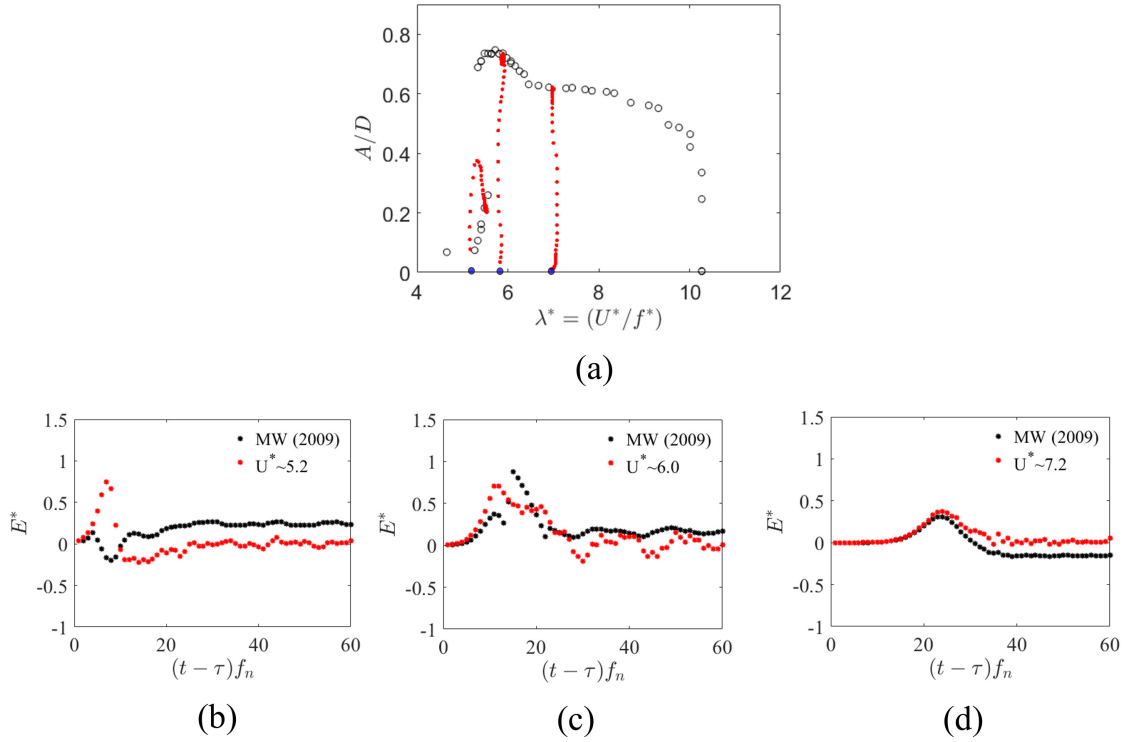 0.8
0.6
0.4
0.2
0
A/D
4 6 8 10 12
λ* = (U*/f*)
(a)
1.5
1
0.5
0
-0.5
-1
E*
MW (2009)
U*~5.2
0 20 40 60
(t − τ)fₙ
(b)
1.5
1
0.5
0
-0.5
-1
E*
MW (2009)
U*~6.0
0 20 40 60
(t − τ)fₙ
(c)
1.5
1
0.5
0
-0.5
-1
E*
MW (2009)
U*~7.2
0 20 40 60
(t − τ)fₙ
(d)